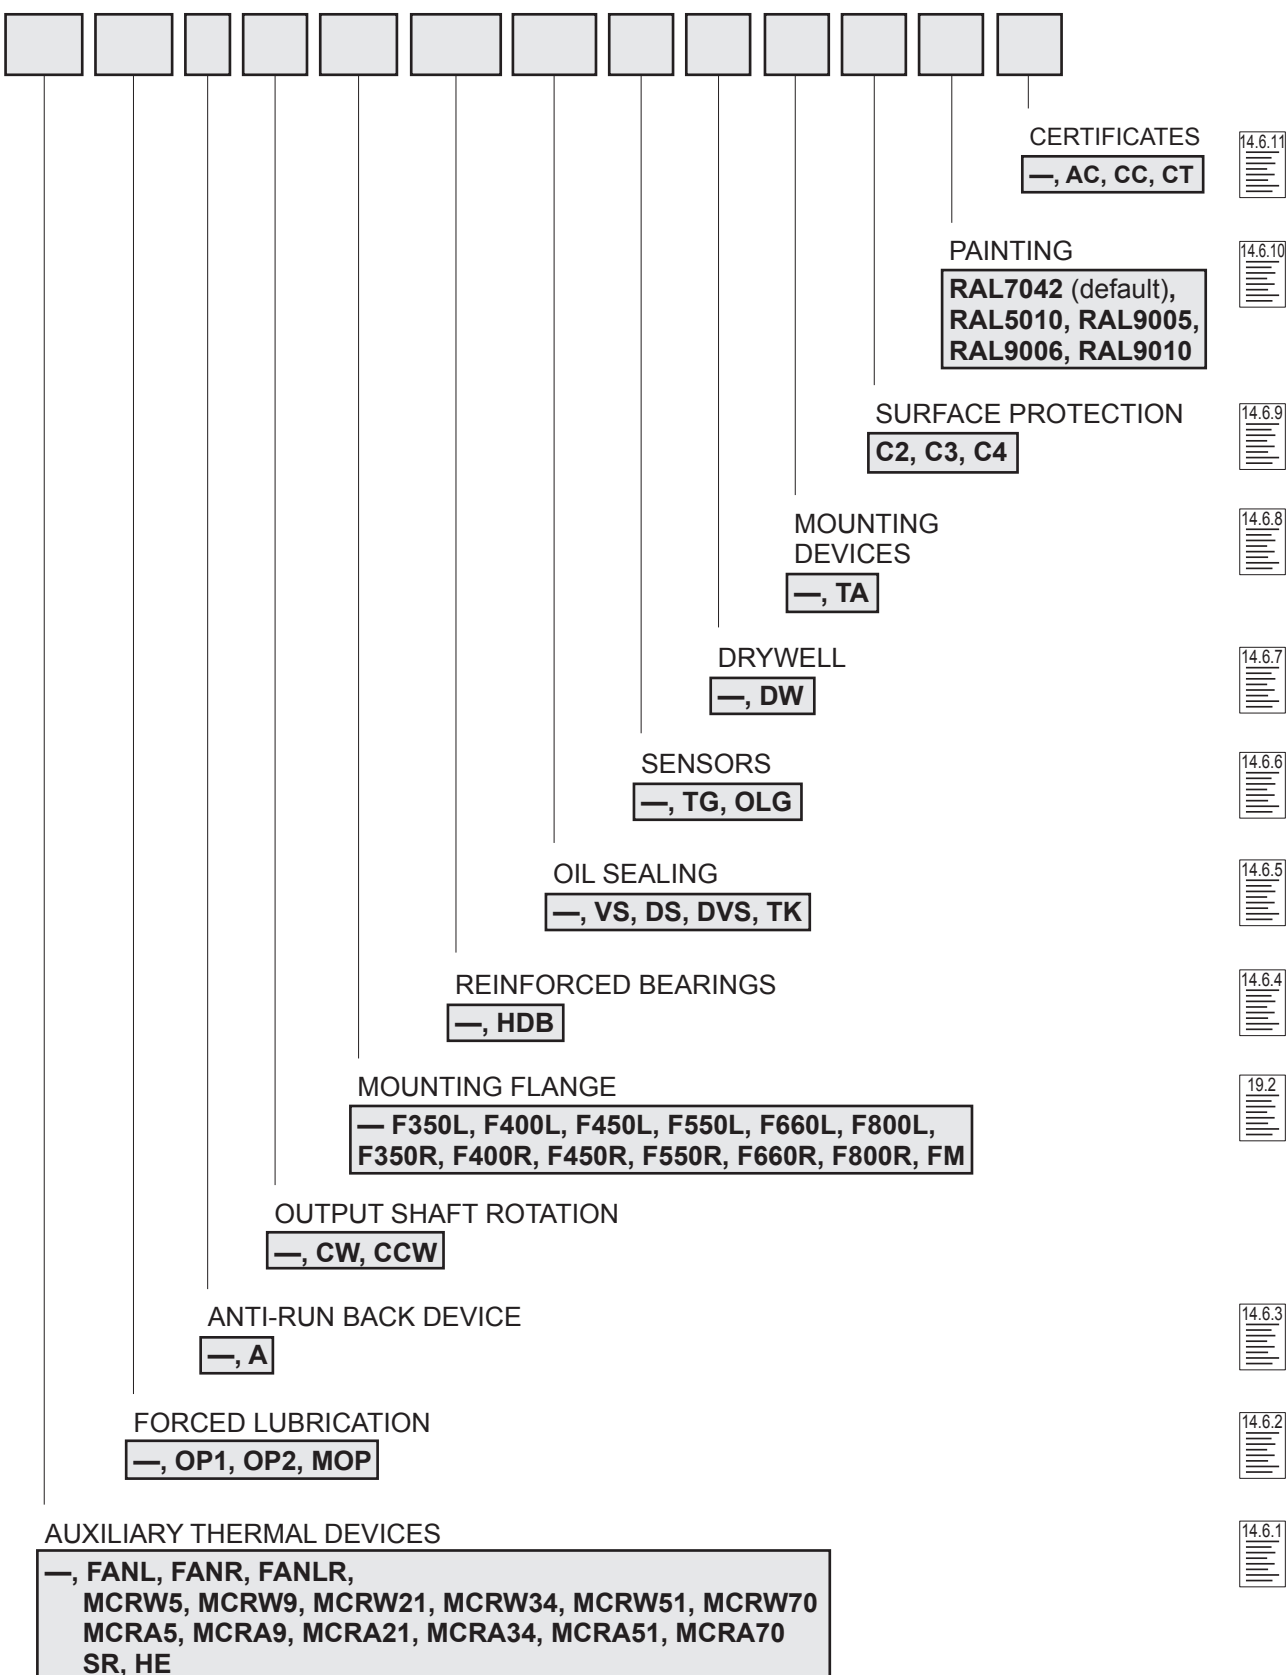 CERTIFICATES
14.6.11
—, AC, CC, CT
PAINTING
14.6.10
RAL7042 (default),
RAL5010, RAL9005,
RAL9006, RAL9010
SURFACE PROTECTION
14.6.9
C2, C3, C4
MOUNTING
DEVICES
14.6.8
—, TA
DRYWELL
14.6.7
—, DW
SENSORS
14.6.6
—, TG, OLG
OIL SEALING
14.6.5
—, VS, DS, DVS, TK
REINFORCED BEARINGS
14.6.4
—, HDB
MOUNTING FLANGE
19.2
— F350L, F400L, F450L, F550L, F660L, F800L,
F350R, F400R, F450R, F550R, F660R, F800R, FM
OUTPUT SHAFT ROTATION
—, CW, CCW
ANTI-RUN BACK DEVICE
14.6.3
—, A
FORCED LUBRICATION
14.6.2
—, OP1, OP2, MOP
AUXILIARY THERMAL DEVICES
14.6.1
—, FANL, FANR, FANLR,
MCRW5, MCRW9, MCRW21, MCRW34, MCRW51, MCRW70
MCRA5, MCRA9, MCRA21, MCRA34, MCRA51, MCRA70
SR, HE